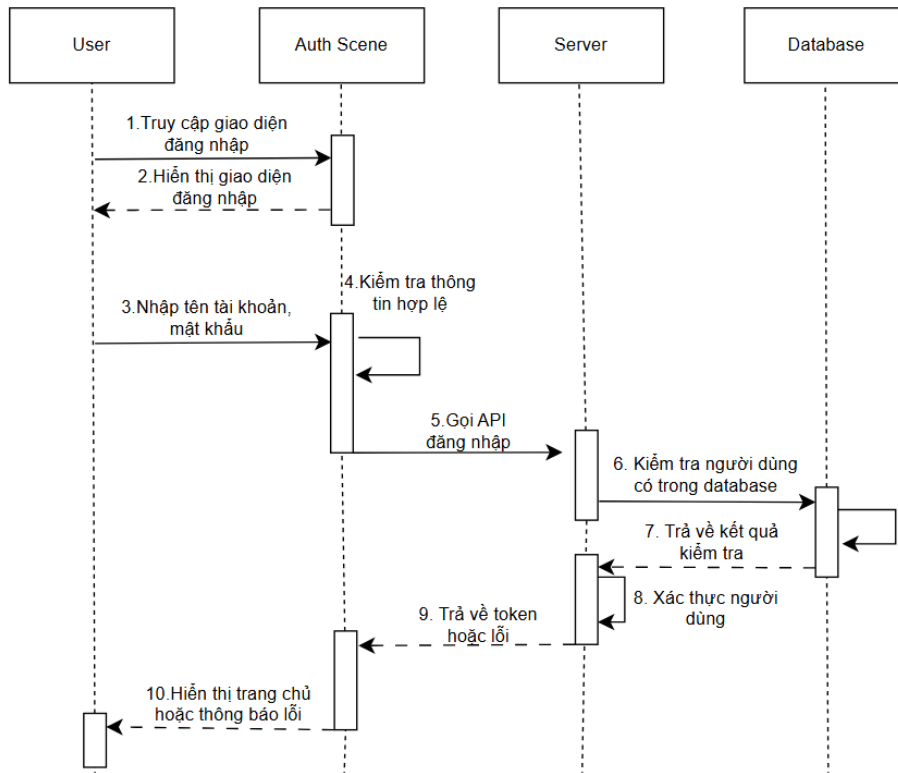 User
Auth Scene
Server
Database
1.Truy cập giao diện
đăng nhập
2.Hiển thị giao diện
đăng nhập
3.Nhập tên tài khoản,
mật khẩu
4.Kiểm tra thông
tin hợp lệ
5.Gọi API
đăng nhập
6. Kiểm tra người dùng
có trong database
7. Trả về kết quả
kiểm tra
8. Xác thực người
dùng
9. Trả về token
hoặc lỗi
10.Hiển thị trang chủ
hoặc thông báo lỗi